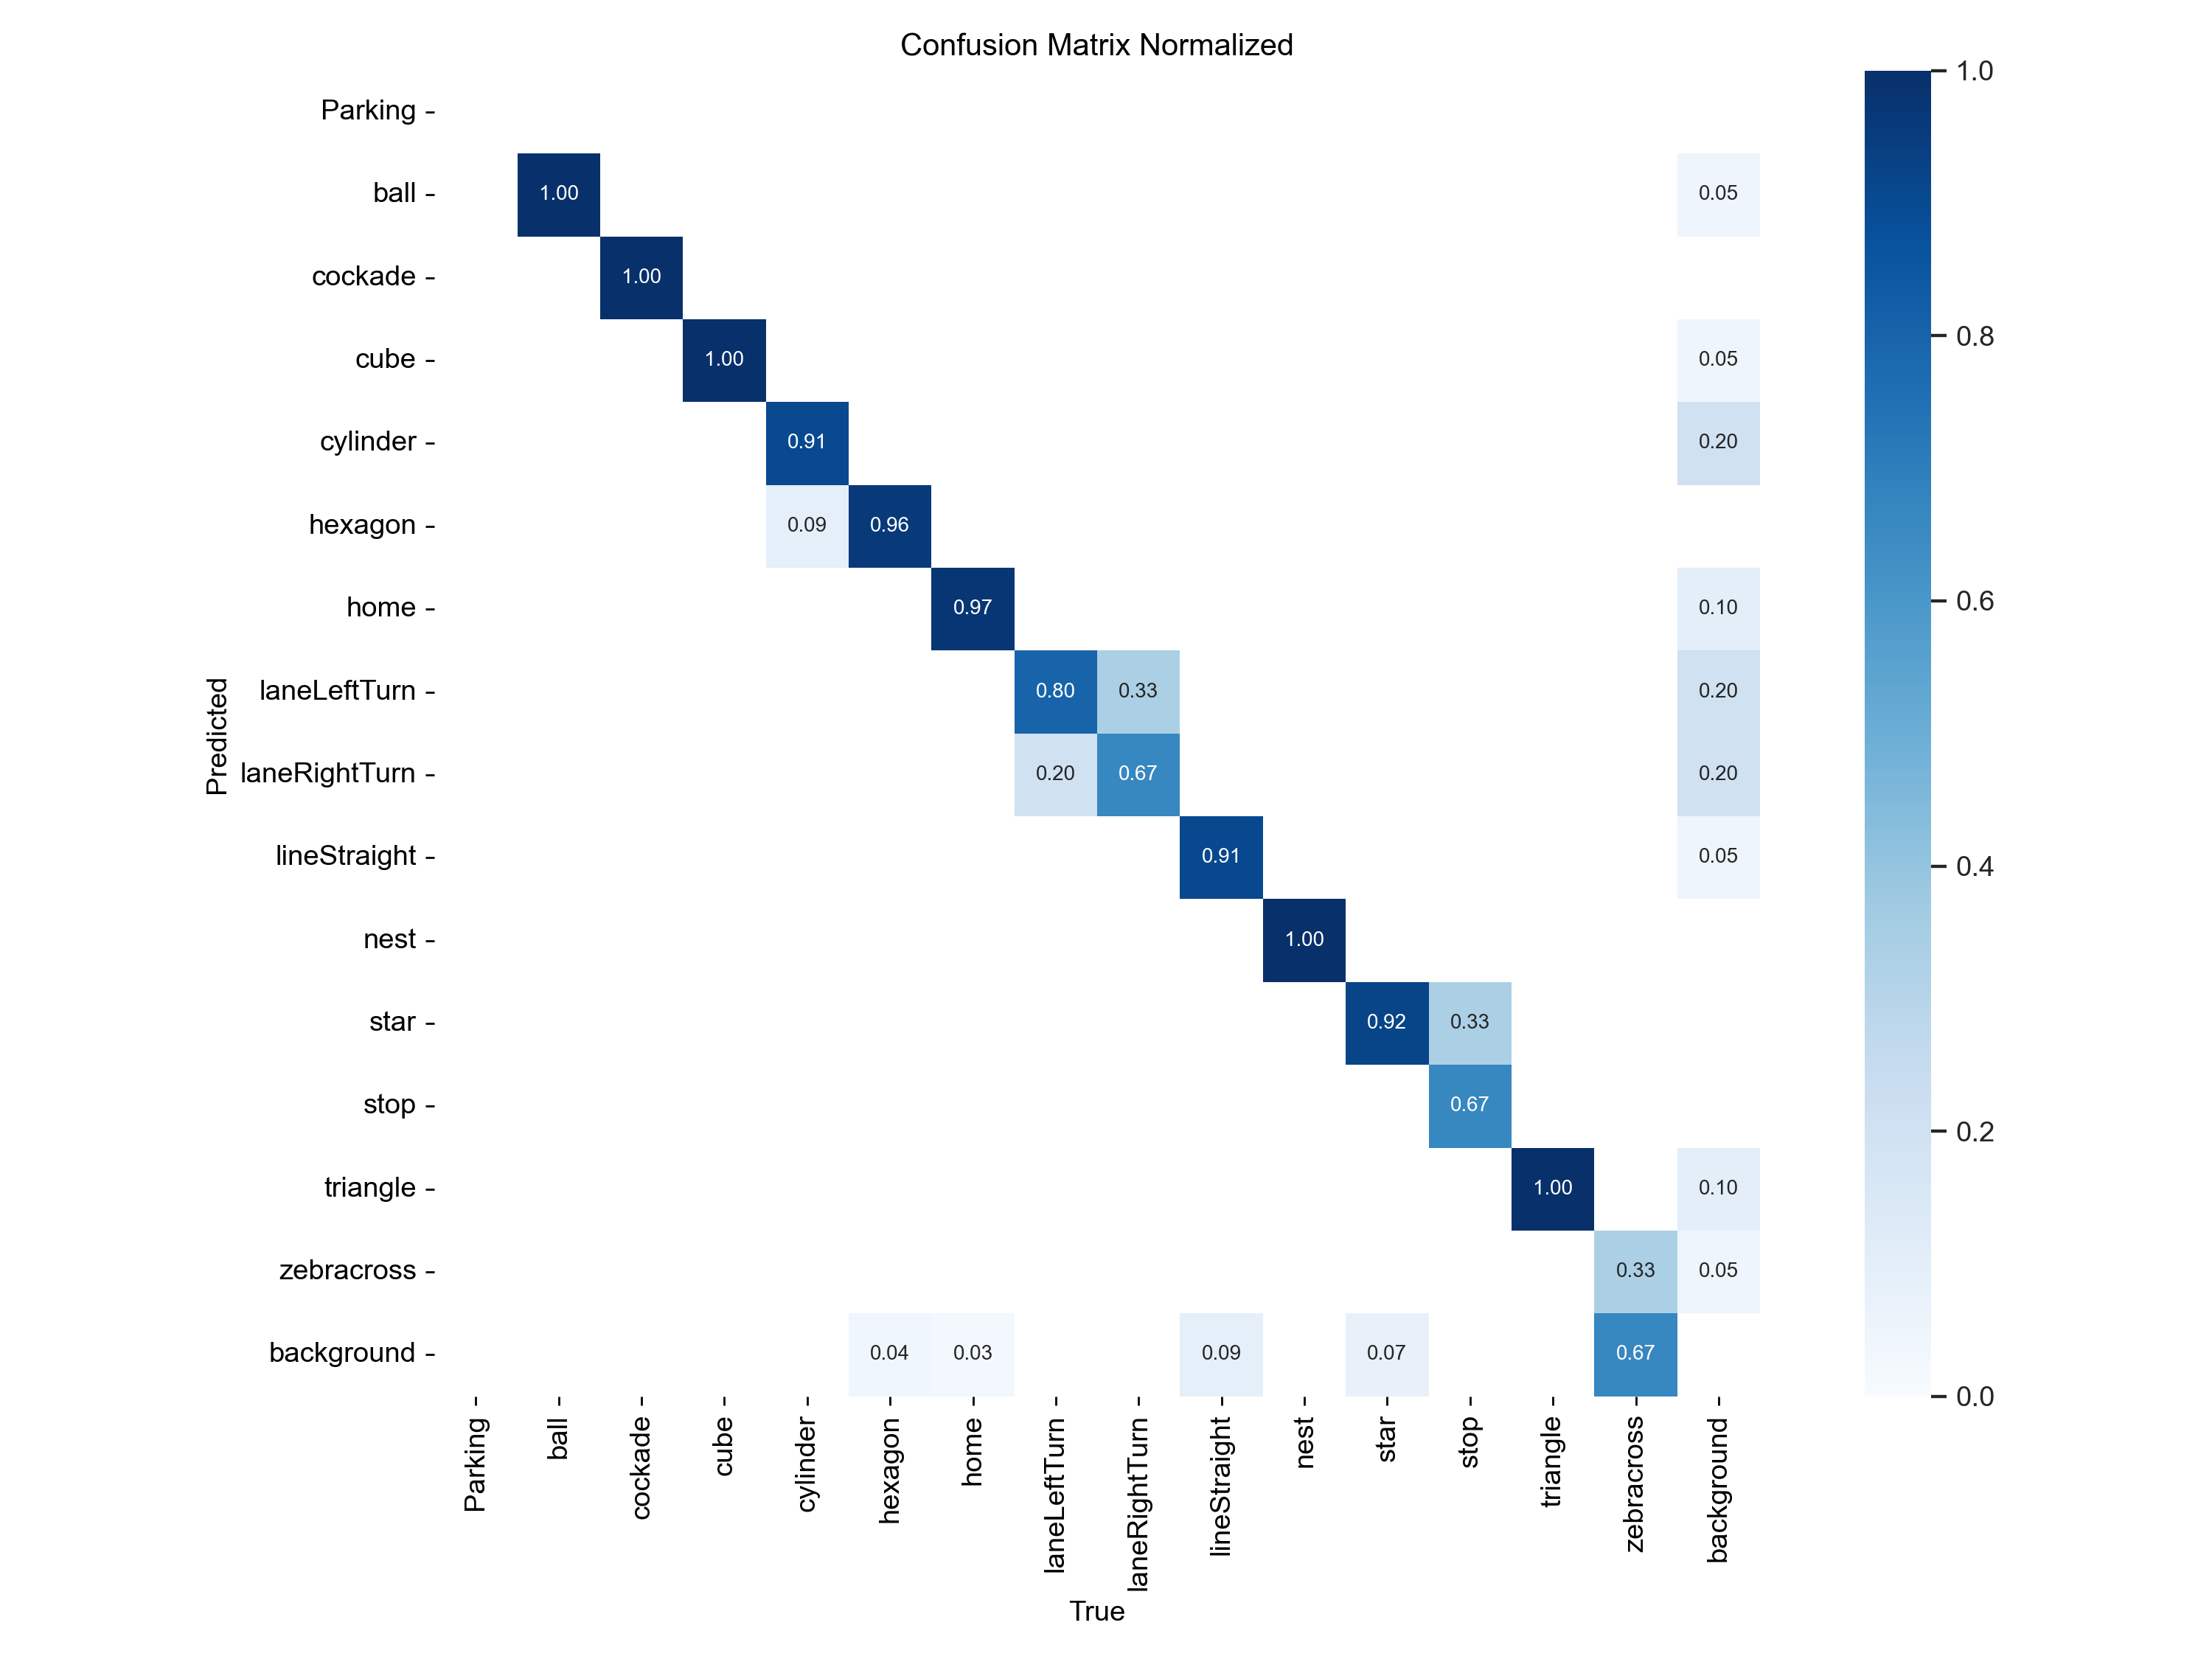 Confusion Matrix Normalized
Predicted
Parking
ball 1.00 0.05
cockade 1.00
cube 1.00 0.05
cylinder 0.91 0.20
hexagon 0.09 0.96
home 0.97 0.10
laneLeftTurn 0.80 0.33 0.20
laneRightTurn 0.20 0.67 0.20
lineStraight 0.91 0.05
nest 1.00
star 0.92 0.33
stop 0.67
triangle 1.00 0.10
zebracross 0.33 0.05
background 0.04 0.03 0.09 0.07 0.67
Parking
ball
cockade
cube
cylinder
hexagon
home
laneLeftTurn
laneRightTurn
lineStraight
nest
star
stop
triangle
zebracross
background
True
1.0
0.8
0.6
0.4
0.2
0.0